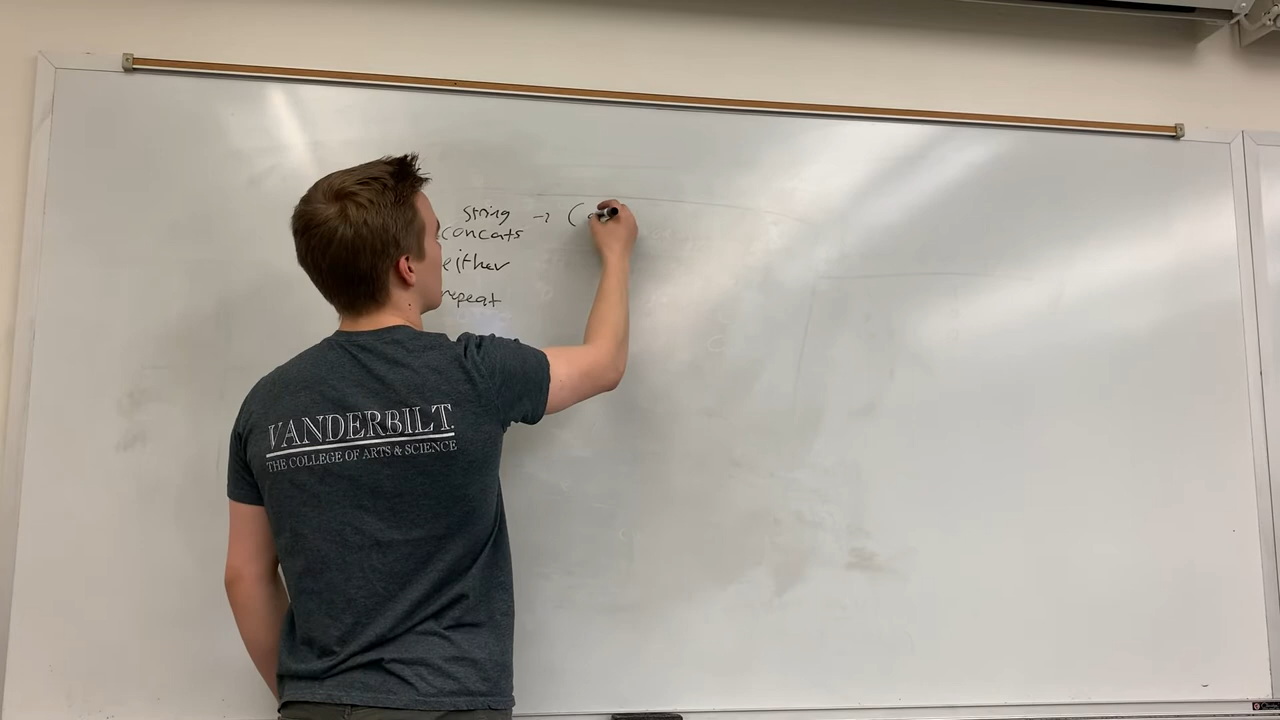 string → (
concats
either
repeat
VANDERBILT
THE COLLEGE OF ARTS & SCIENCE